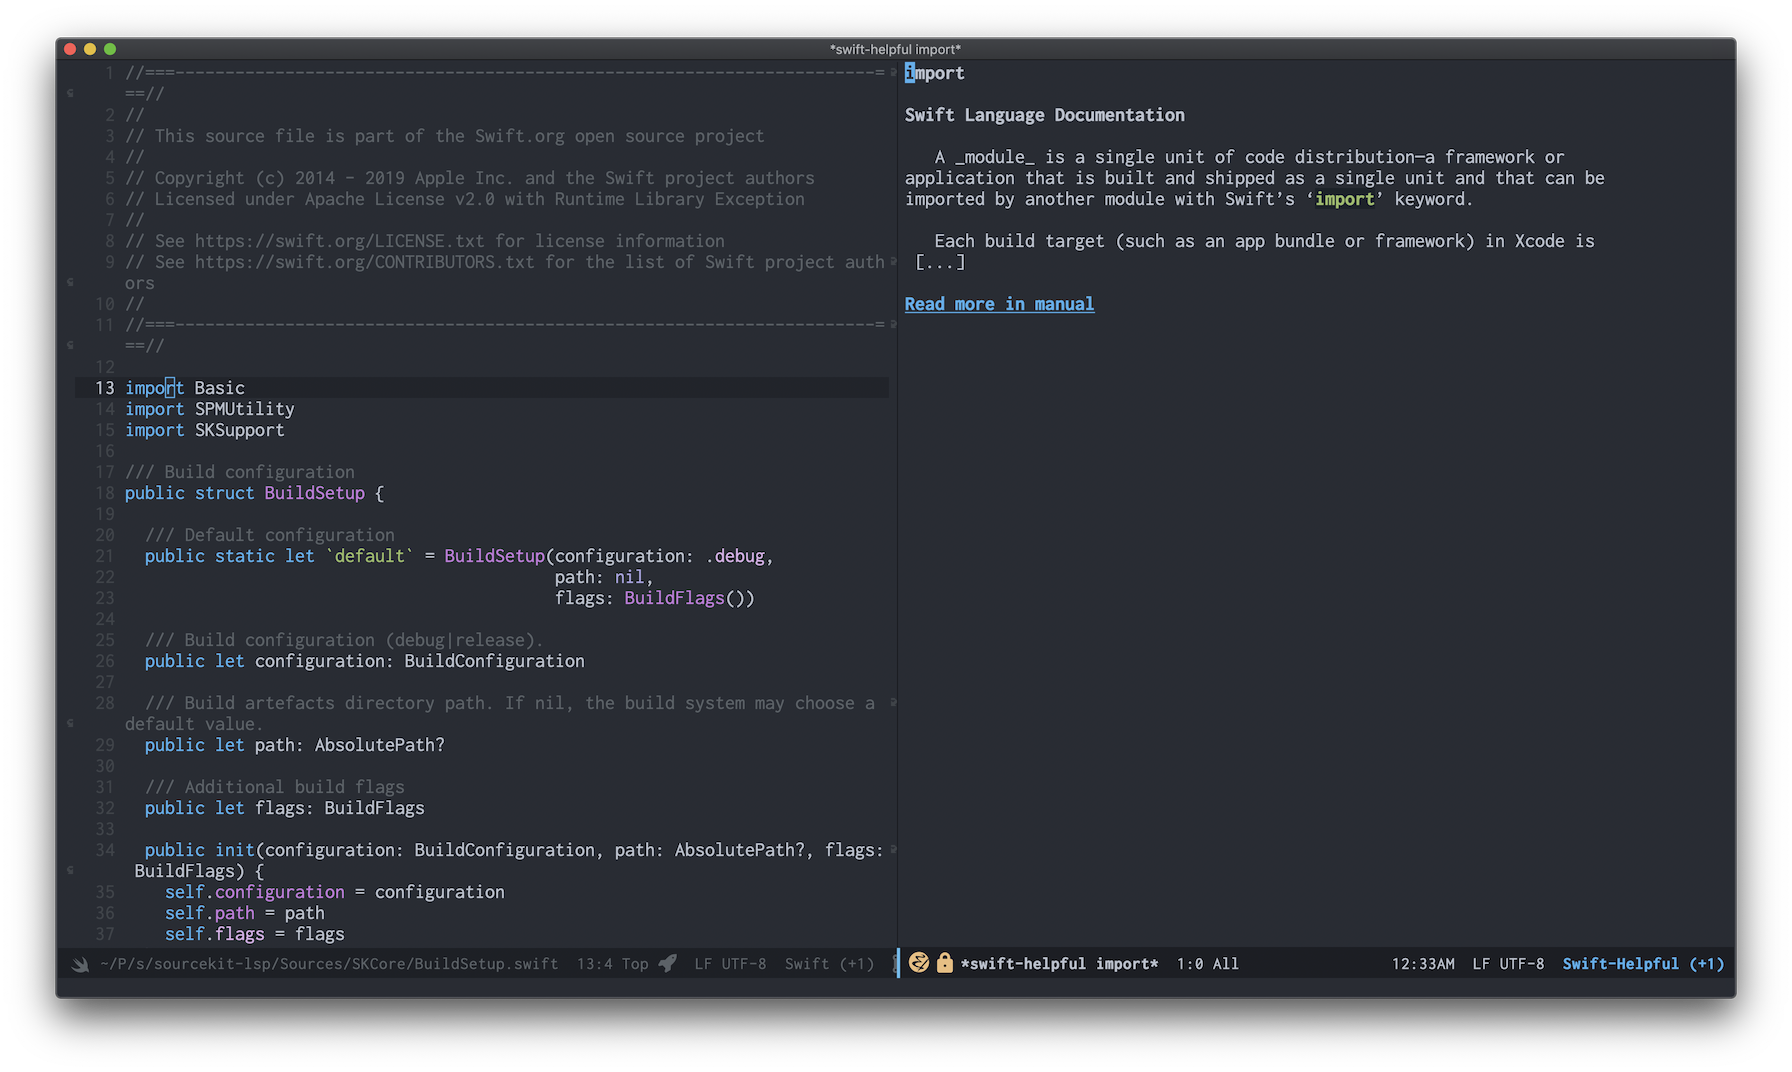 *swift-helpful import*
1 //===----------------------------------------------------------------------=
==//
2 //
3 // This source file is part of the Swift.org open source project
4 //
5 // Copyright (c) 2014 - 2019 Apple Inc. and the Swift project authors
6 // Licensed under Apache License v2.0 with Runtime Library Exception
7 //
8 // See https://swift.org/LICENSE.txt for license information
9 // See https://swift.org/CONTRIBUTORS.txt for the list of Swift project auth
ors
10 //
11 //===----------------------------------------------------------------------=
==//
12
13 import Basic
14 import SPMUtility
15 import SKSupport
16
17 /// Build configuration
18 public struct BuildSetup {
19
20   /// Default configuration
21   public static let `default` = BuildSetup(configuration: .debug,
22                                            path: nil,
23                                            flags: BuildFlags())
24
25   /// Build configuration (debug|release).
26   public let configuration: BuildConfiguration
27
28   /// Build artefacts directory path. If nil, the build system may choose a
default value.
29   public let path: AbsolutePath?
30
31   /// Additional build flags
32   public let flags: BuildFlags
33
34   public init(configuration: BuildConfiguration, path: AbsolutePath?, flags:
BuildFlags) {
35     self.configuration = configuration
36     self.path = path
37     self.flags = flags
~/P/s/sourcekit-lsp/Sources/SKCore/BuildSetup.swift 13:4 Top LF UTF-8 Swift (+1)
import
Swift Language Documentation
A _module_ is a single unit of code distribution—a framework or
application that is built and shipped as a single unit and that can be
imported by another module with Swift’s ‘import’ keyword.
Each build target (such as an app bundle or framework) in Xcode is
[...]
Read more in manual
*swift-helpful import* 1:0 All 12:33AM LF UTF-8 Swift-Helpful (+1)